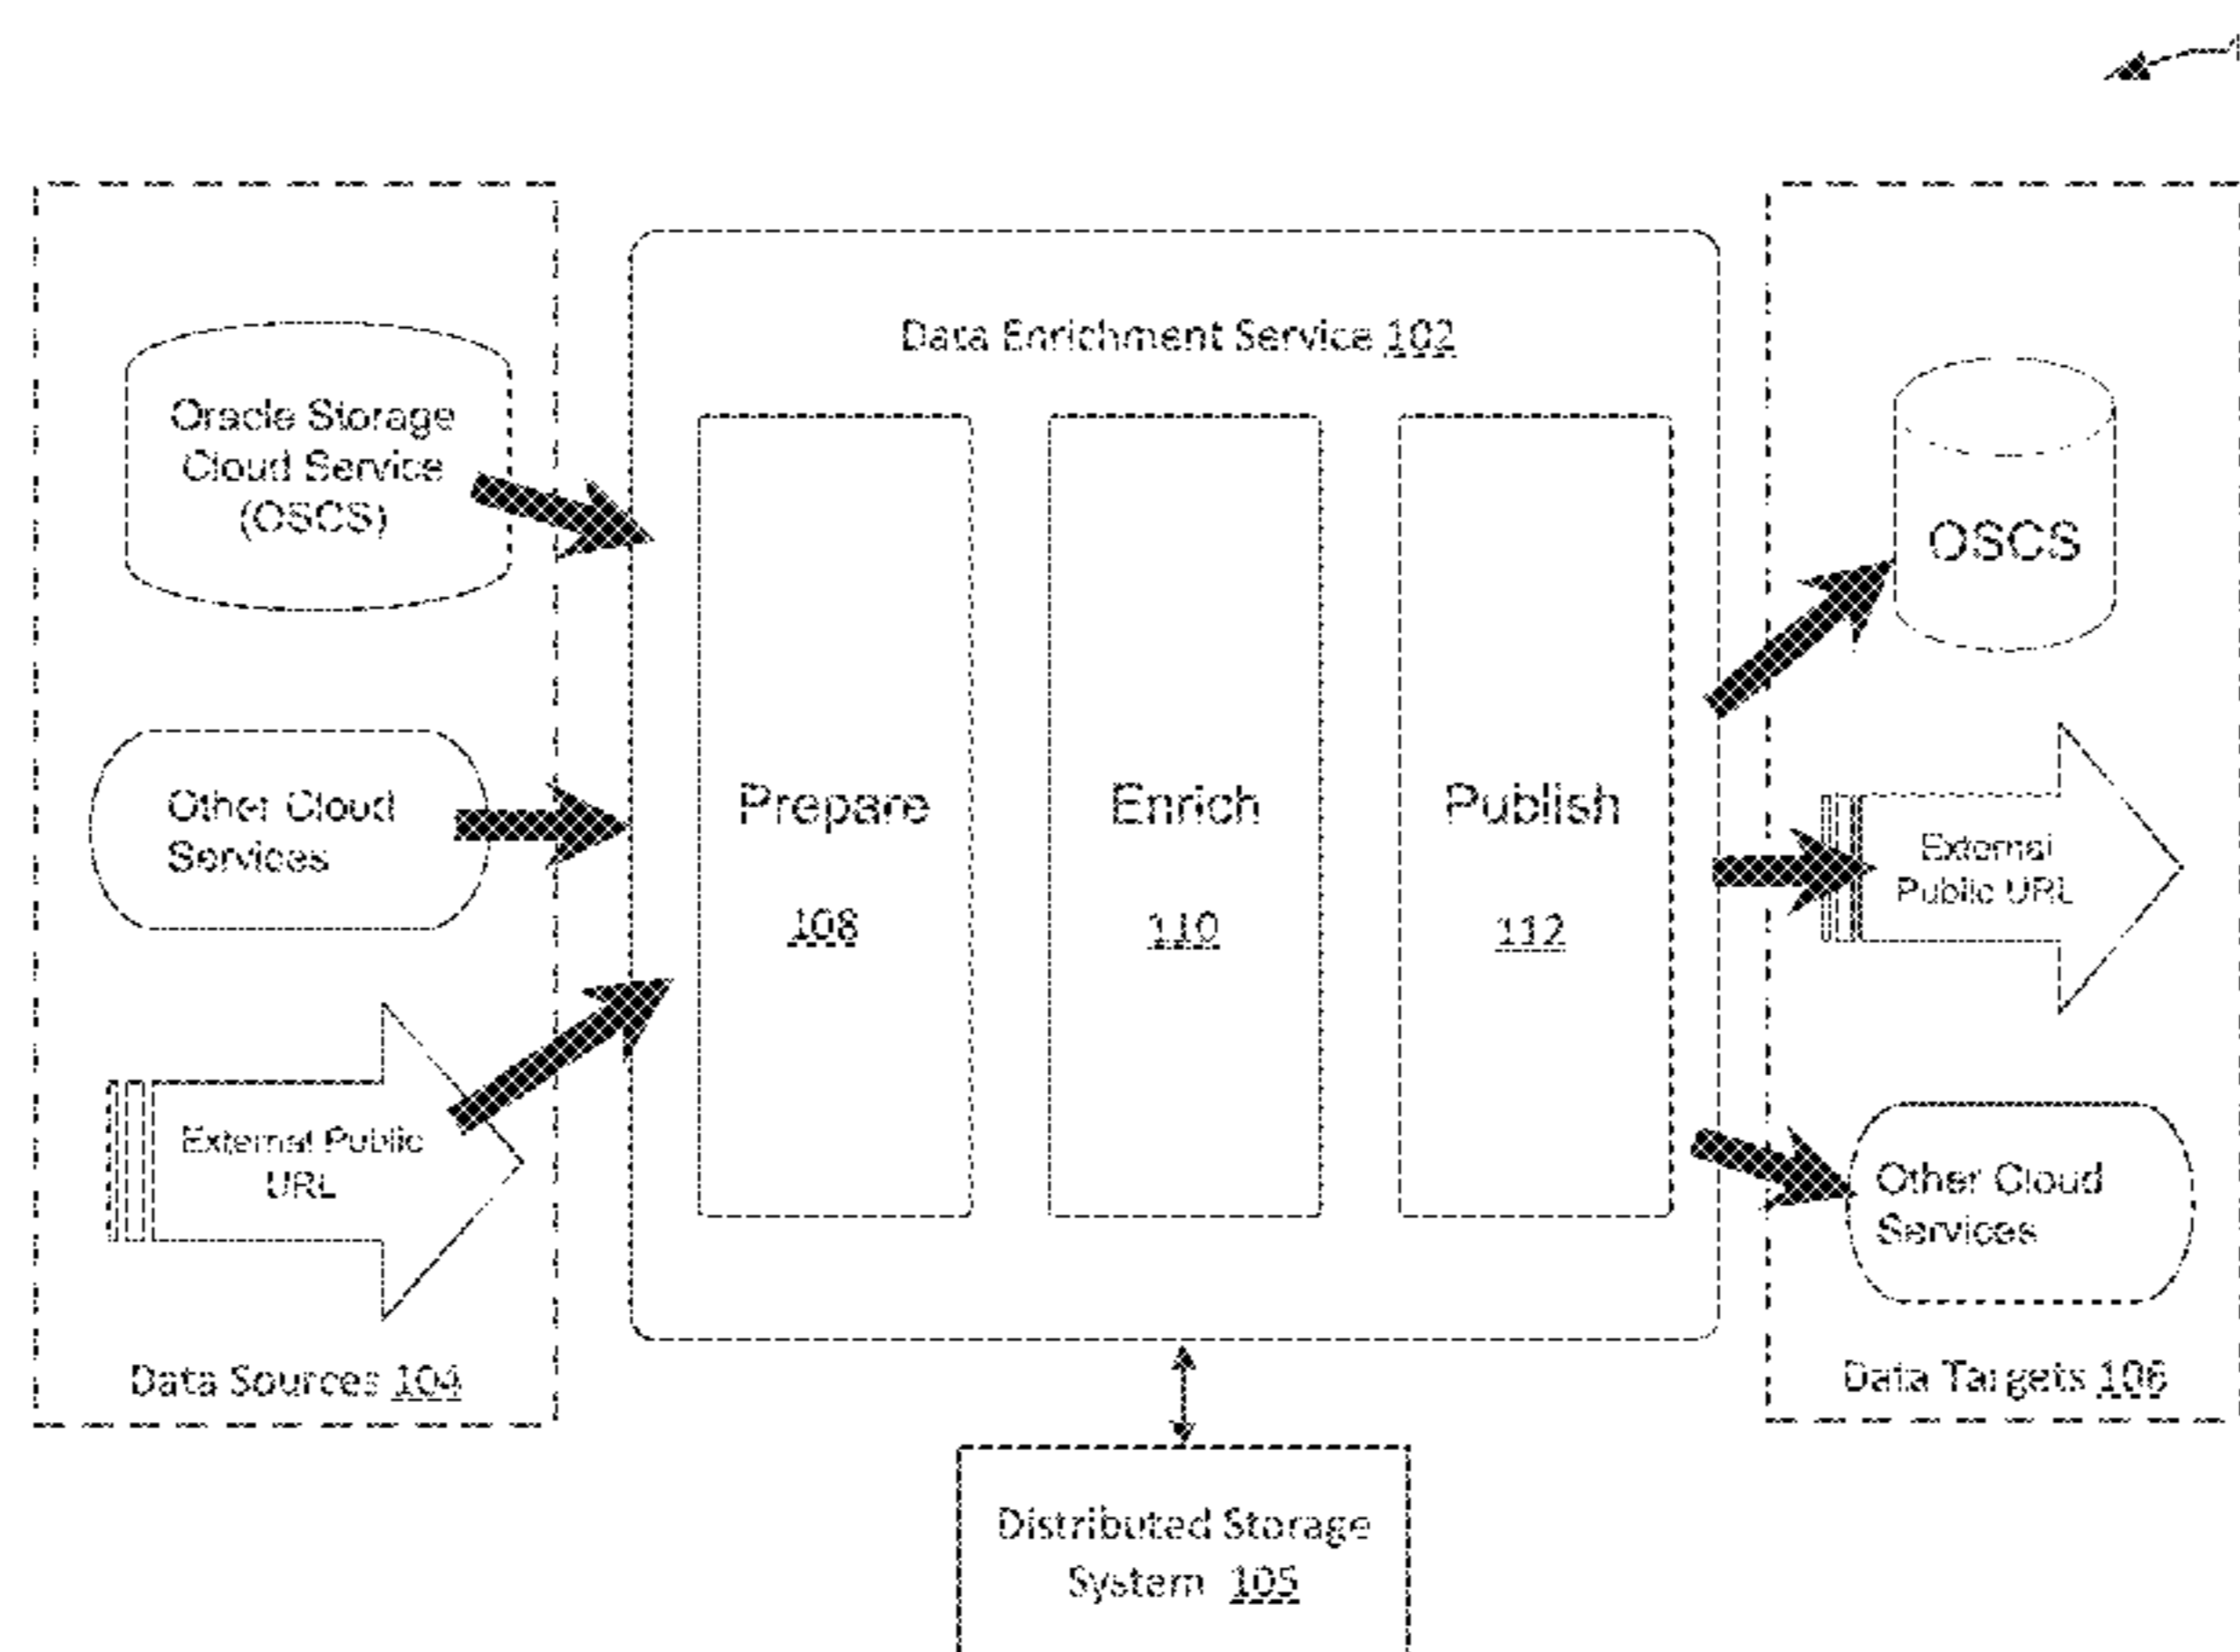 Data Enrichment Service 102
Oracle Storage
Cloud Service
(OSCS)
Other Cloud
Services
External Public
URL
Data Sources 104
Prepare
108
Enrich
110
Publish
112
OSCS
External
Public URL
Other Cloud
Services
Data Targets 106
Distributed Storage
System 105